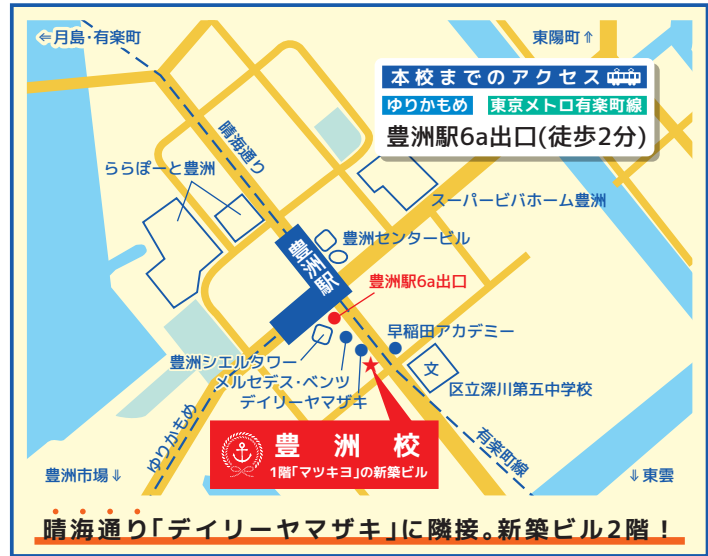 ⇐月島･有楽町
東陽町⇑
本校までのアクセス
ゆりかもめ 東京メトロ有楽町線
豊洲駅6a出口(徒歩2分)
晴海通り
ららぽーと豊洲
スーパービバホーム豊洲
豊洲センタービル
豊洲駅
豊洲駅6a出口
早稲田アカデミー
豊洲シエルタワー
メルセデス･ベンツ
デイリーヤマザキ
文
区立深川第五中学校
ゆりかもめ
豊洲校
1階「マツキヨ」の新築ビル
有楽町線
豊洲市場⇓
⇓東雲
晴海通り「デイリーヤマザキ」に隣接。新築ビル2階！